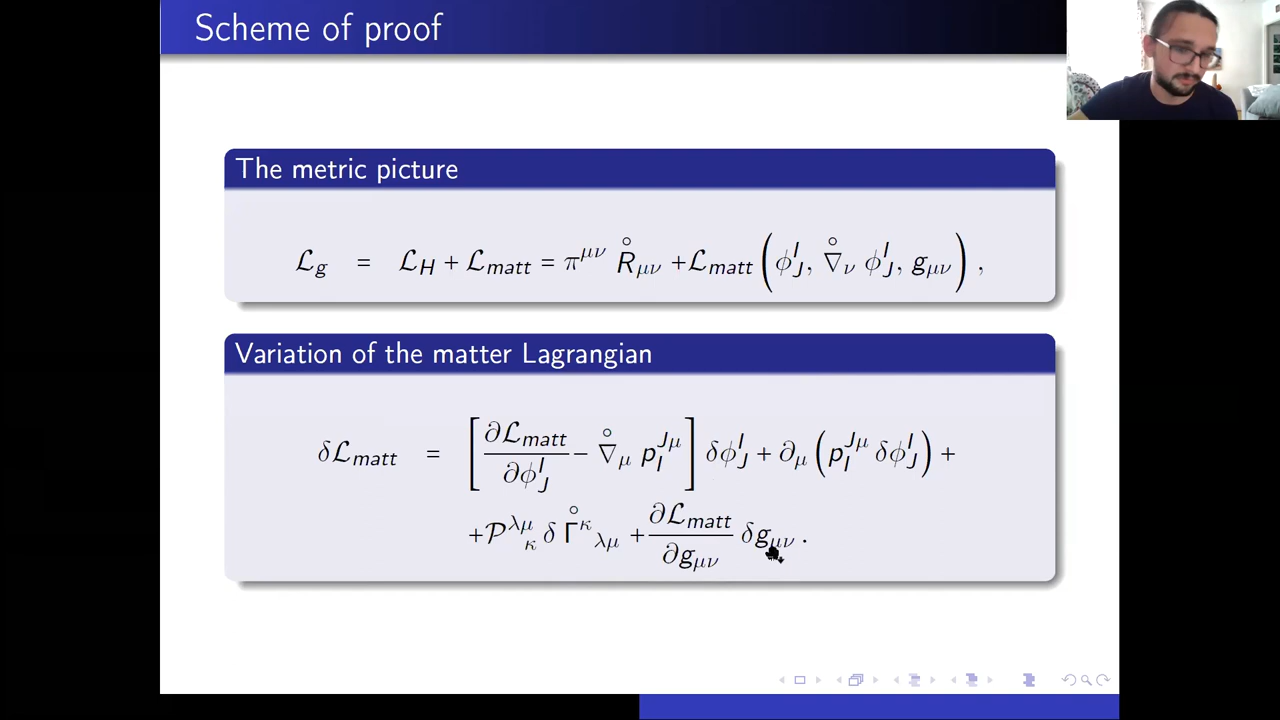 Scheme of proof
The metric picture
ℒ_g = ℒ_H + ℒ_matt = π^{μν} R̊_{μν} + ℒ_matt (ϕ^I_J, ∇̊_ν ϕ^I_J, g_{μν}) ,
Variation of the matter Lagrangian
δℒ_matt = [∂ℒ_matt/∂ϕ^I_J − ∇̊_μ p_I^{Jμ}] δϕ^I_J + ∂_μ (p_I^{Jμ} δϕ^I_J) +
+𝒫^{λμ}_κ δ Γ̊^κ_{λμ} + ∂ℒ_matt/∂g_{μν} δg_{μν} .